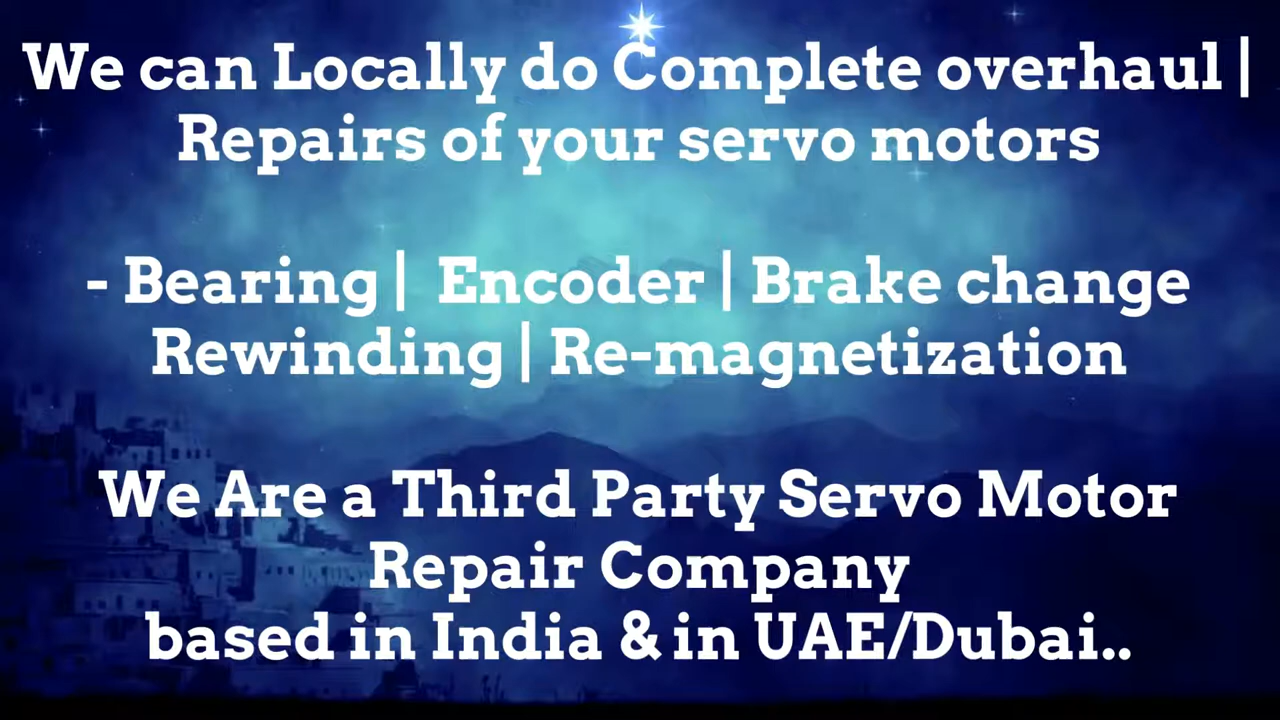 We can Locally do Complete overhaul |
Repairs of your servo motors
- Bearing | Encoder | Brake change
Rewinding | Re-magnetization
We Are a Third Party Servo Motor
Repair Company
based in India & in UAE/Dubai..